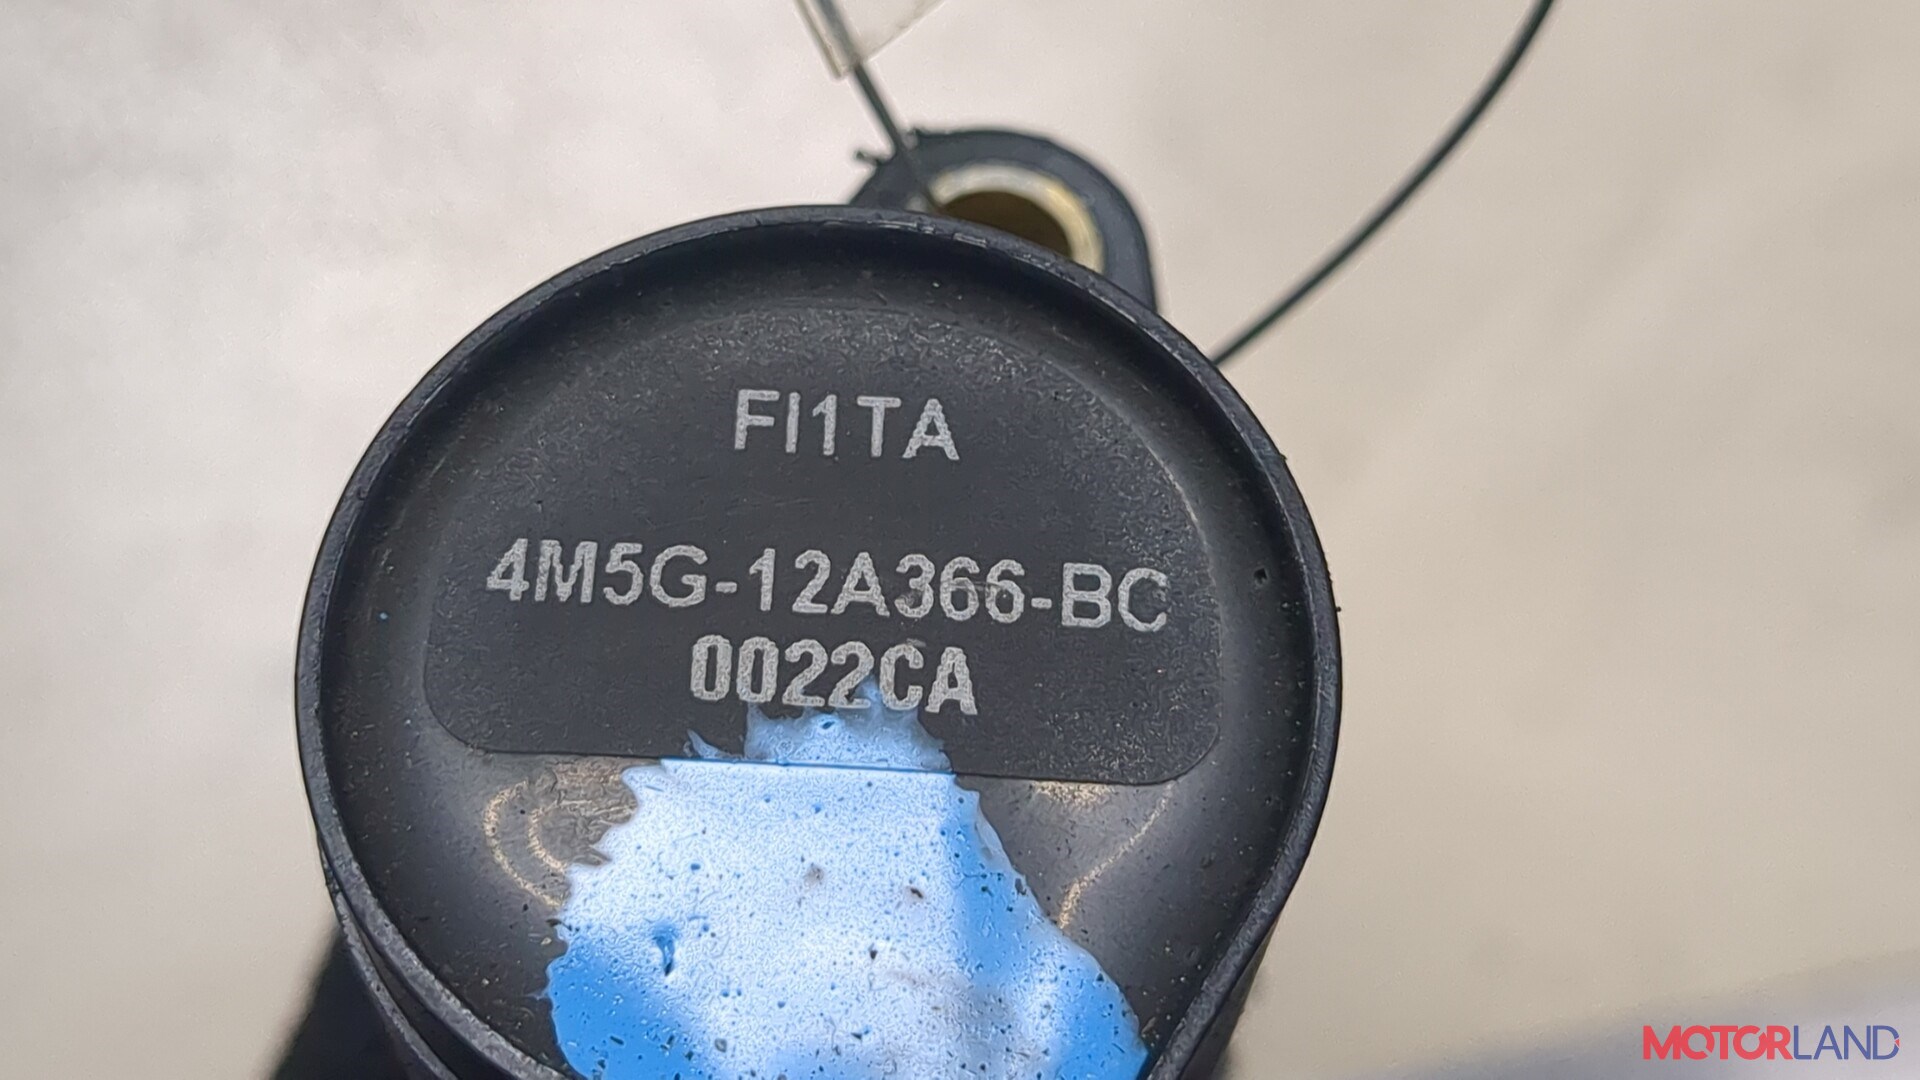 FI1TA
4M5G-12A366-BC
0022CA
MOTORLAND